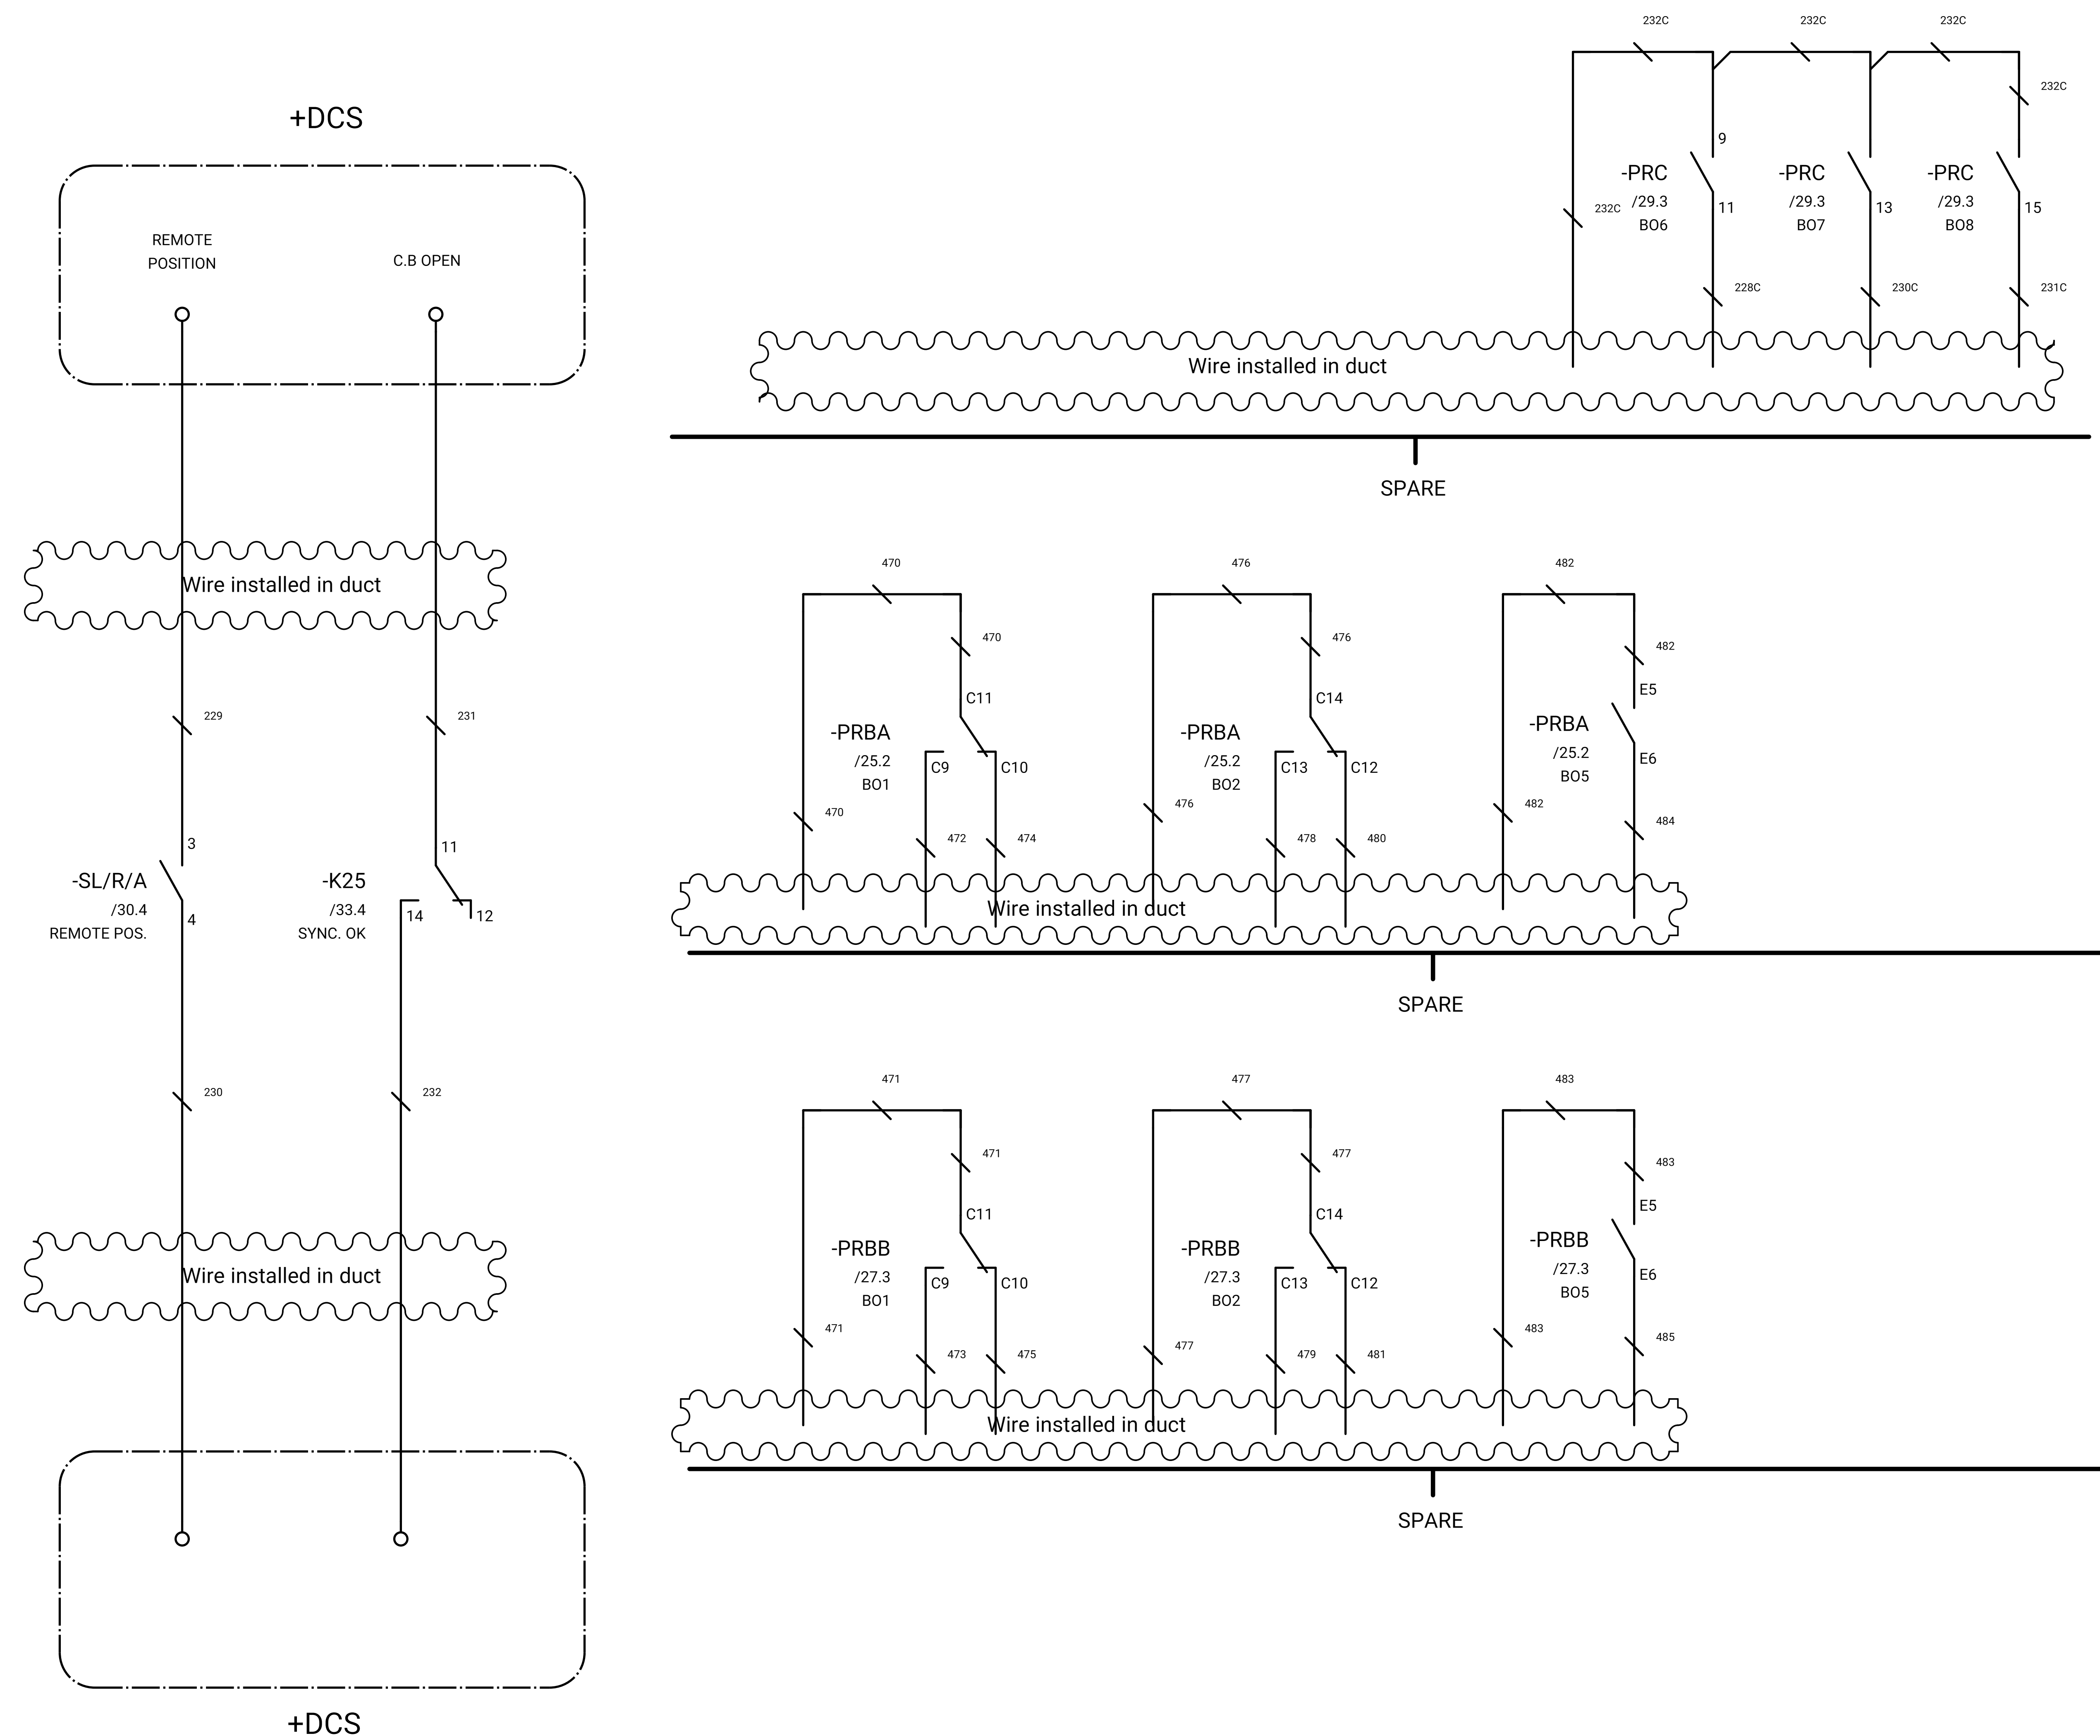 232C
232C
232C
232C
9
-PRC
/29.3
BO6
11
232C
228C
-PRC
/29.3
BO7
13
230C
-PRC
/29.3
BO8
15
231C
Wire installed in duct
SPARE
+DCS
REMOTE
POSITION
C.B OPEN
Wire installed in duct
229
231
3
-SL/R/A
/30.4
REMOTE POS.
4
11
-K25
/33.4
SYNC. OK
14
12
230
232
Wire installed in duct
+DCS
470
470
C11
-PRBA
/25.2
BO1
C9
C10
470
472
474
476
476
C14
-PRBA
/25.2
BO2
C13
C12
476
478
480
482
482
E5
-PRBA
/25.2
BO5
E6
482
484
Wire installed in duct
SPARE
471
471
C11
-PRBB
/27.3
BO1
C9
C10
471
473
475
477
477
C14
-PRBB
/27.3
BO2
C13
C12
477
479
481
483
483
E5
-PRBB
/27.3
BO5
E6
483
485
Wire installed in duct
SPARE